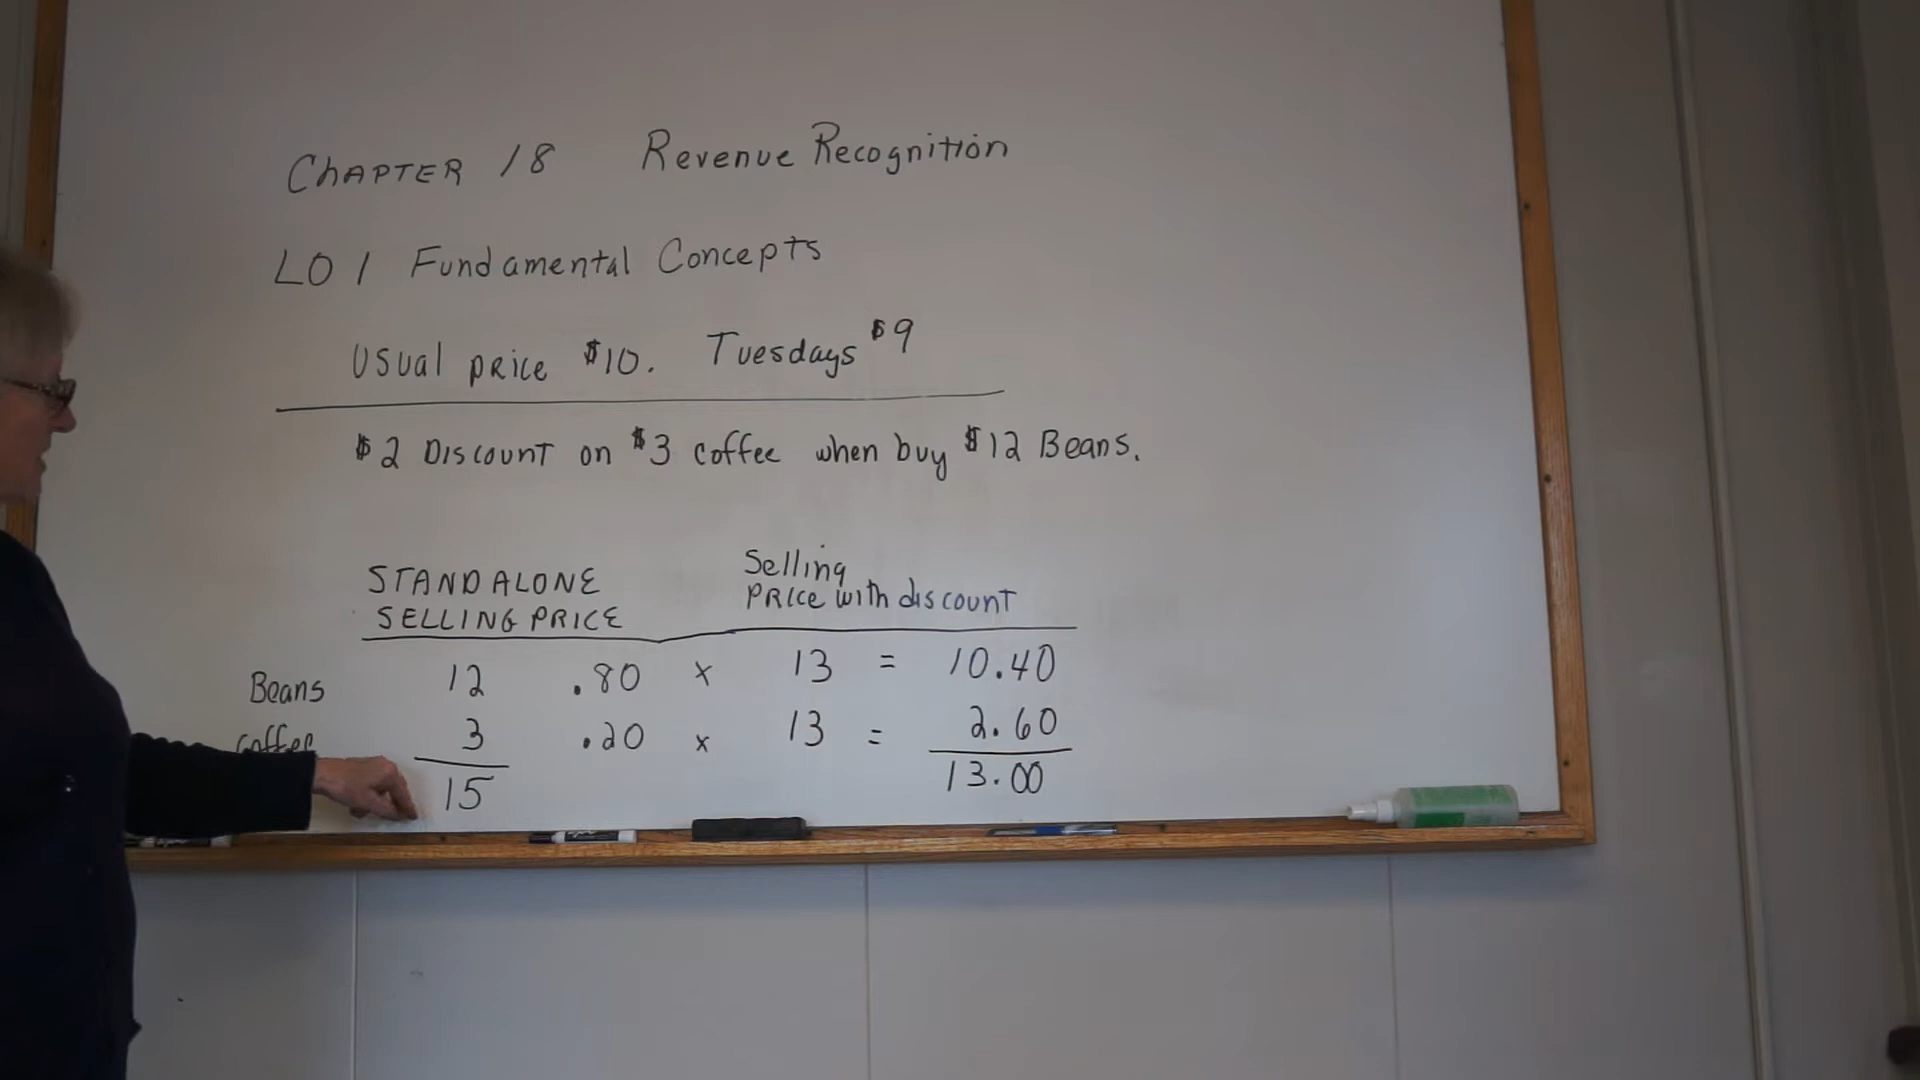 CHAPTER 18 Revenue Recognition
LO 1 Fundamental Concepts
Usual price $10. Tuesdays $9
$2 Discount on $3 coffee when buy $12 Beans.
STANDALONE SELLING PRICE
Selling PRICE with discount
Beans 12 .80 x 13 = 10.40
coffee 3 .20 x 13 = 2.60
15 13.00